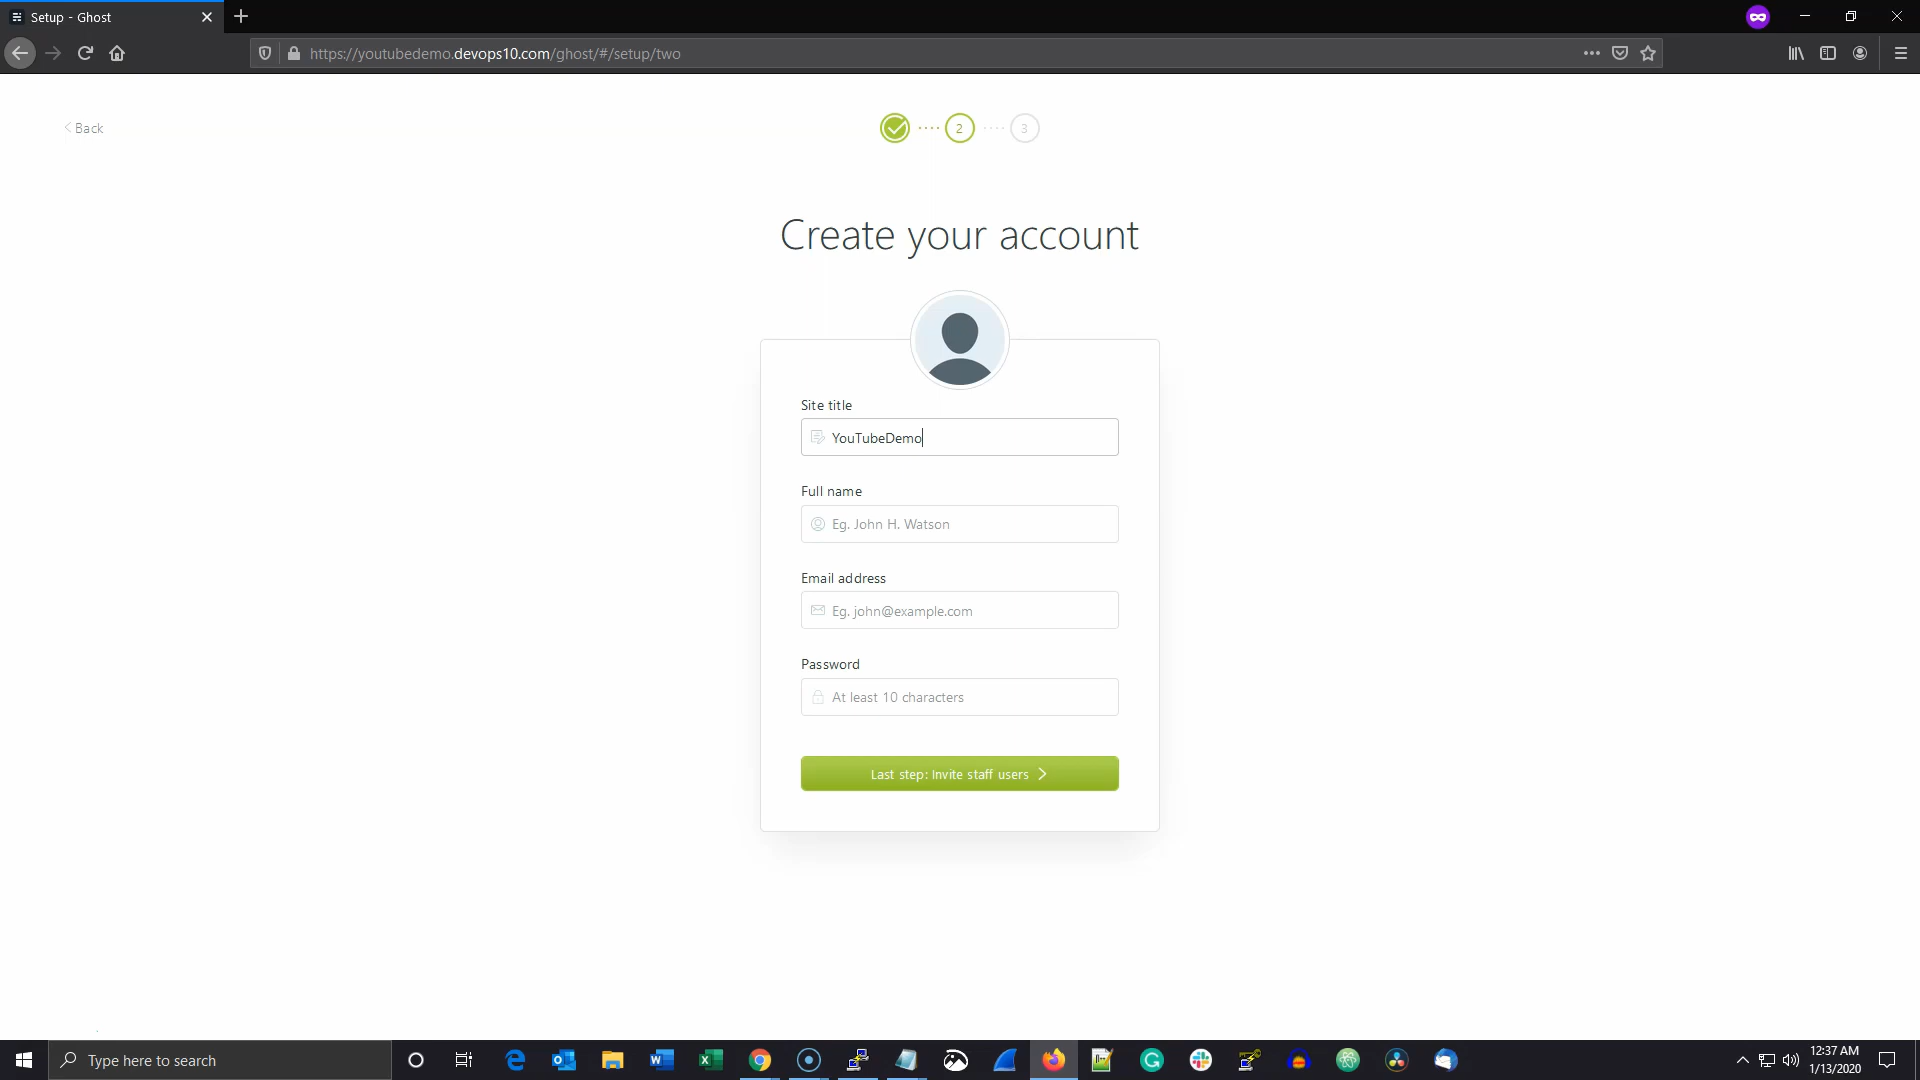 Setup - Ghost
https://youtubedemo.devops10.com/ghost/#/setup/two
Back
2
3
Create your account
Site title
YouTubeDemo
Full name
Eg. John H. Watson
Email address
Eg. john@example.com
Password
At least 10 characters
Last step: Invite staff users
Type here to search
12:37 AM
1/13/2020